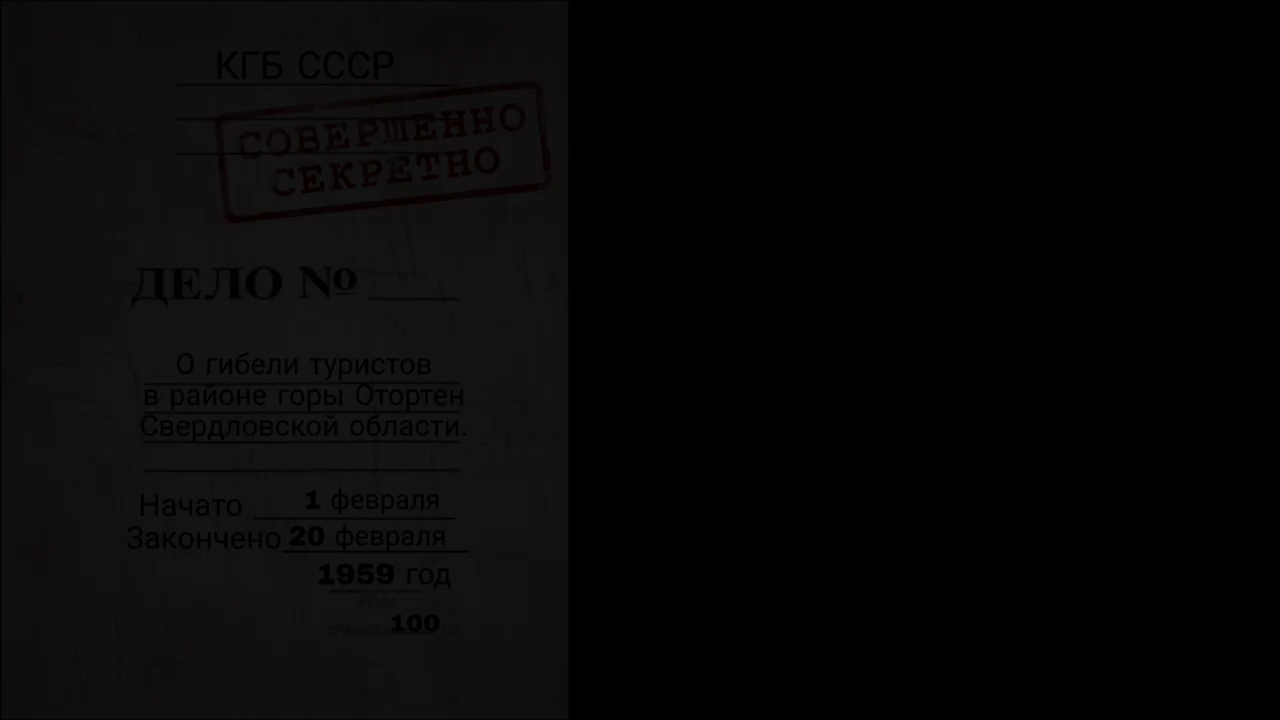 КГБ СССР
СОВЕРШЕННО
СЕКРЕТНО
ДЕЛО №
О гибели туристов
в районе горы Отортен
Свердловской области.
Начато 1 февраля
Закончено 20 февраля
1959 год
100